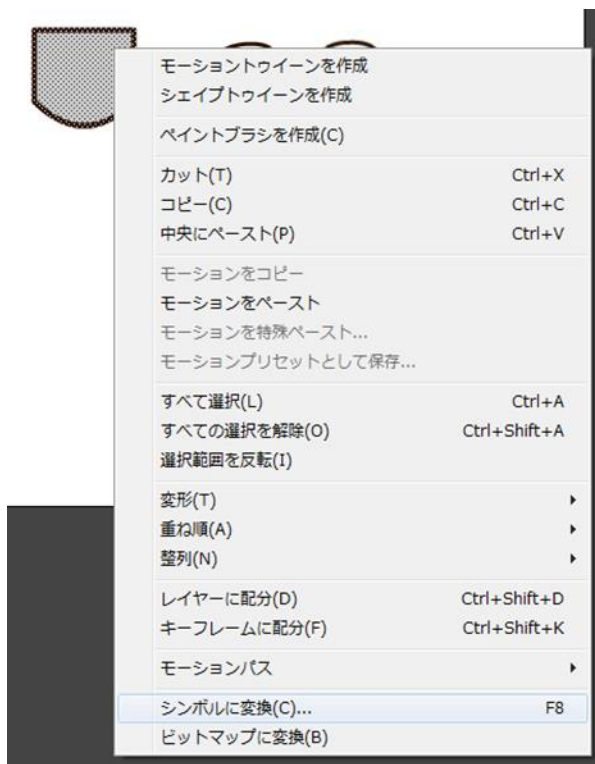 モーショントゥイーンを作成
シェイプトゥイーンを作成
ペイントブラシを作成(C)
カット(T) Ctrl+X
コピー(C) Ctrl+C
中央にペースト(P) Ctrl+V
モーションをコピー
モーションをペースト
モーションを特殊ペースト...
モーションプリセットとして保存...
すべて選択(L) Ctrl+A
すべての選択を解除(O) Ctrl+Shift+A
選択範囲を反転(I)
変形(T)
重ね順(A)
整列(N)
レイヤーに配分(D) Ctrl+Shift+D
キーフレームに配分(F) Ctrl+Shift+K
モーションパス
シンボルに変換(C)... F8
ビットマップに変換(B)